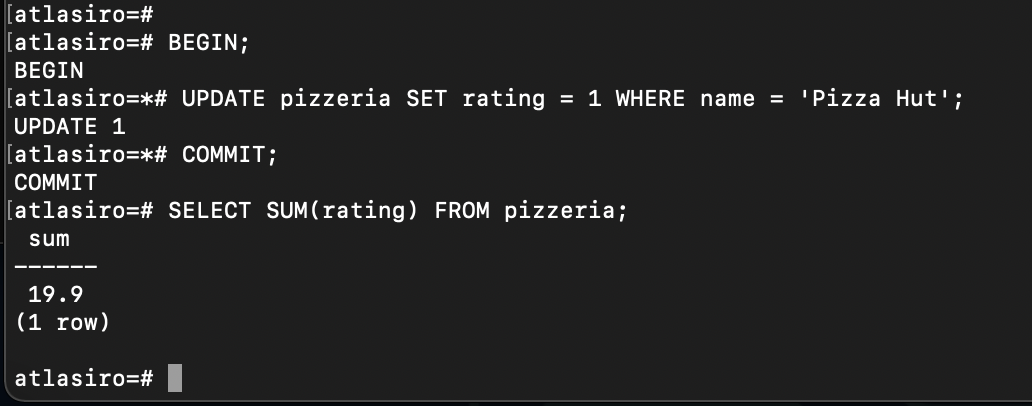 [atlasiro=#
[atlasiro=# BEGIN;
BEGIN
[atlasiro=*# UPDATE pizzeria SET rating = 1 WHERE name = 'Pizza Hut';
UPDATE 1
[atlasiro=*# COMMIT;
COMMIT
[atlasiro=# SELECT SUM(rating) FROM pizzeria;
 sum
------
 19.9
(1 row)

atlasiro=#